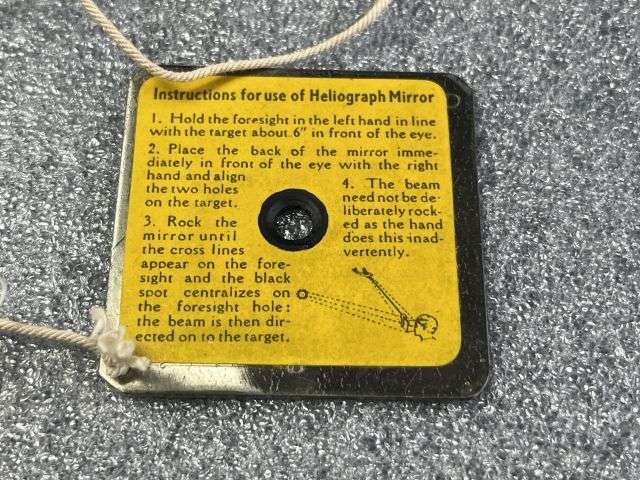 Instructions for use of Heliograph Mirror
1. Hold the foresight in the left hand in line
with the target about 6" in front of the eye.
2. Place the back of the mirror imme-
diately in front of the eye with the right
hand and align
the two holes
on the target.
3. Rock the
mirror until
the cross lines
appear on the fore-
sight and the black
spot centralizes on
the foresight hole:
the beam is then dir-
ected on to the target.
4. The beam
need not be de-
liberately rock-
ed as the hand
does this inad-
vertently.